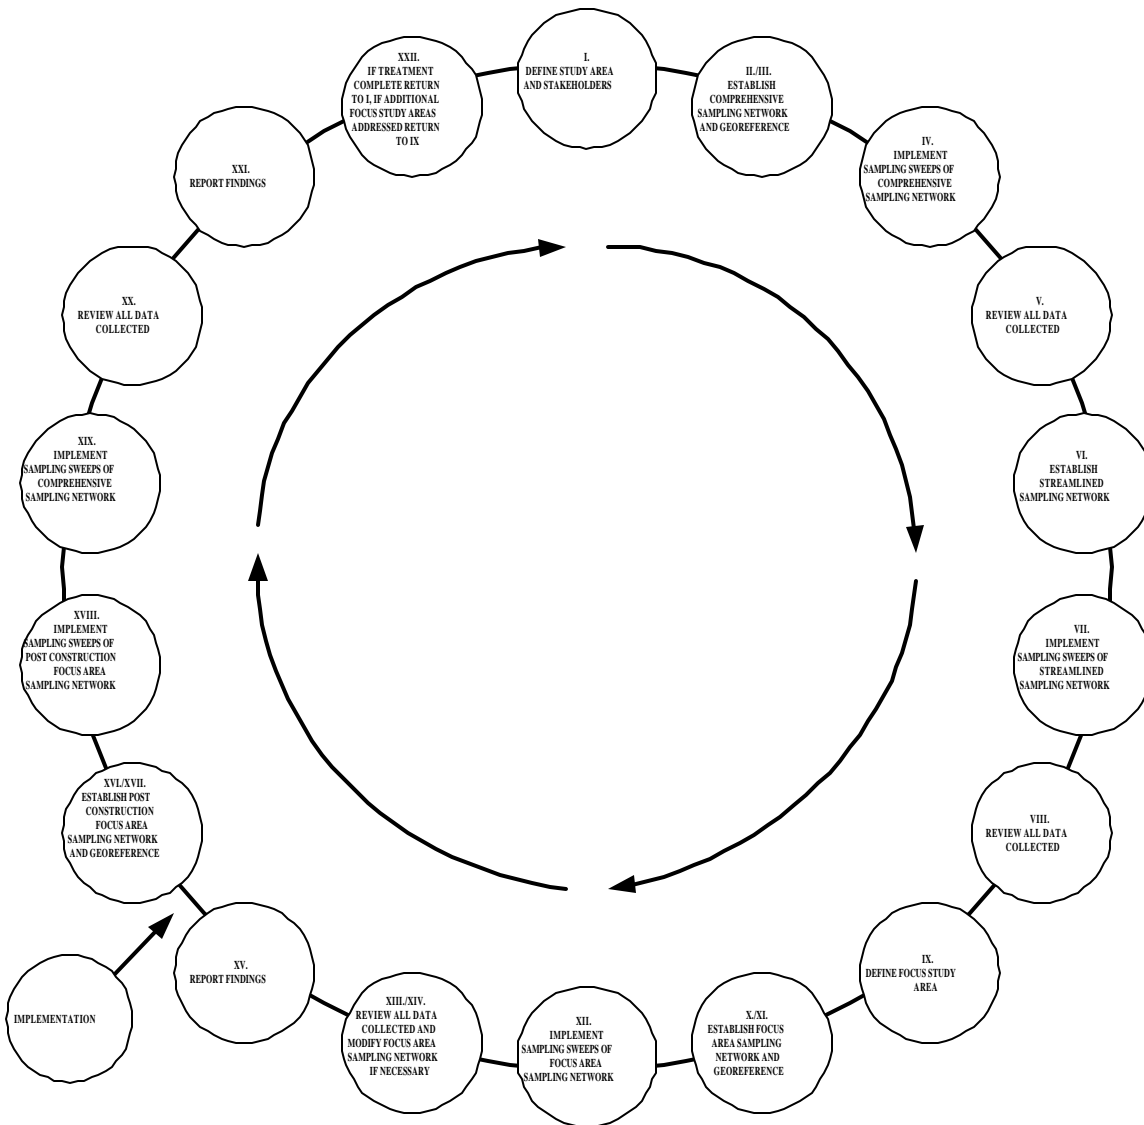 I.
DEFINE STUDY AREA
AND STAKEHOLDERS
II./III.
ESTABLISH
COMPREHENSIVE
SAMPLING NETWORK
AND GEOREFERENCE
IV.
IMPLEMENT
SAMPLING SWEEPS OF
COMPREHENSIVE
SAMPLING NETWORK
V.
REVIEW ALL DATA
COLLECTED
VI.
ESTABLISH
STREAMLINED
SAMPLING NETWORK
VII.
IMPLEMENT
SAMPLING SWEEPS OF
STREAMLINED
SAMPLING NETWORK
VIII.
REVIEW ALL DATA
COLLECTED
IX.
DEFINE FOCUS STUDY
AREA
X./XI.
ESTABLISH FOCUS
AREA SAMPLING
NETWORK AND
GEOREFERENCE
XII.
IMPLEMENT
SAMPLING SWEEPS OF
FOCUS AREA
SAMPLING NETWORK
XIII./XIV.
REVIEW ALL DATA
COLLECTED AND
MODIFY FOCUS AREA
SAMPLING NETWORK
IF NECESSARY
XV.
REPORT FINDINGS
IMPLEMENTATION
XVI./XVII.
ESTABLISH POST
CONSTRUCTION
FOCUS AREA
SAMPLING NETWORK
AND GEOREFERENCE
XVIII.
IMPLEMENT
SAMPLING SWEEPS OF
POST CONSTRUCTION
FOCUS AREA
SAMPLING NETWORK
XIX.
IMPLEMENT
SAMPLING SWEEPS OF
COMPREHENSIVE
SAMPLING NETWORK
XX.
REVIEW ALL DATA
COLLECTED
XXI.
REPORT FINDINGS
XXII.
IF TREATMENT
COMPLETE RETURN
TO I, IF ADDITIONAL
FOCUS STUDY AREAS
ADDRESSED RETURN
TO IX